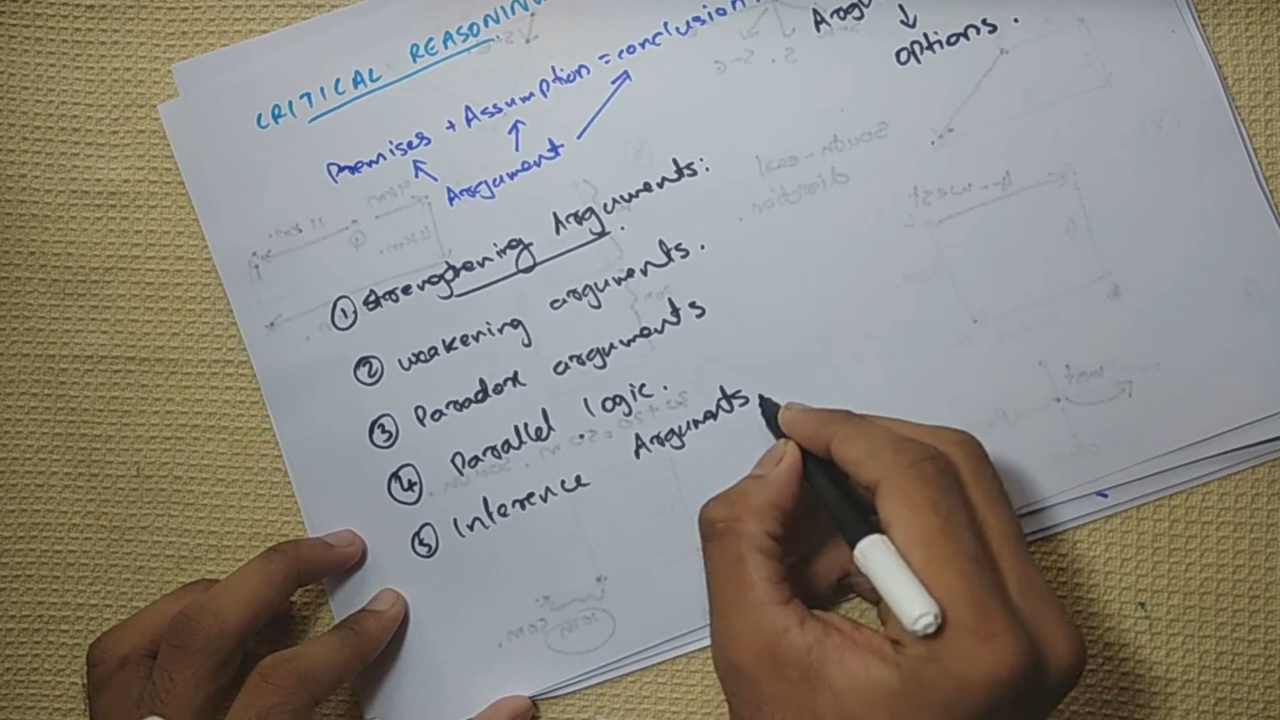 CRITICAL REASONING
Premises + Assumption = conclusion.
Argument
Argu
options.
① Strengthening Arguments:
② weakening arguments.
③ Paradox arguments
④ Parallel logic.
⑤ Inference Arguments